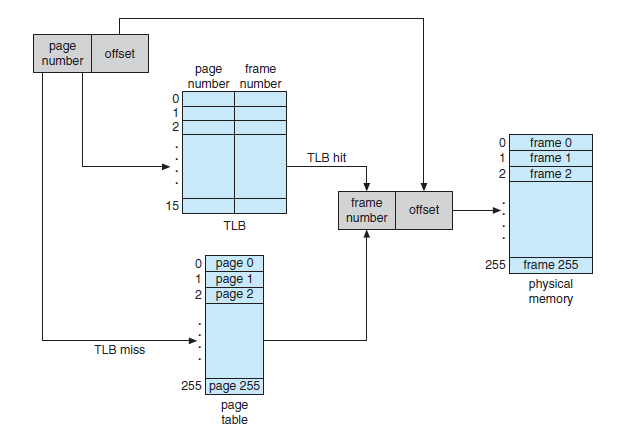 page
number
offset
page
number
frame
number
0
1
2
15
TLB
TLB hit
TLB miss
frame
number
offset
0 page 0
1 page 1
2 page 2
255 page 255
page
table
0 frame 0
1 frame 1
2 frame 2
255 frame 255
physical
memory